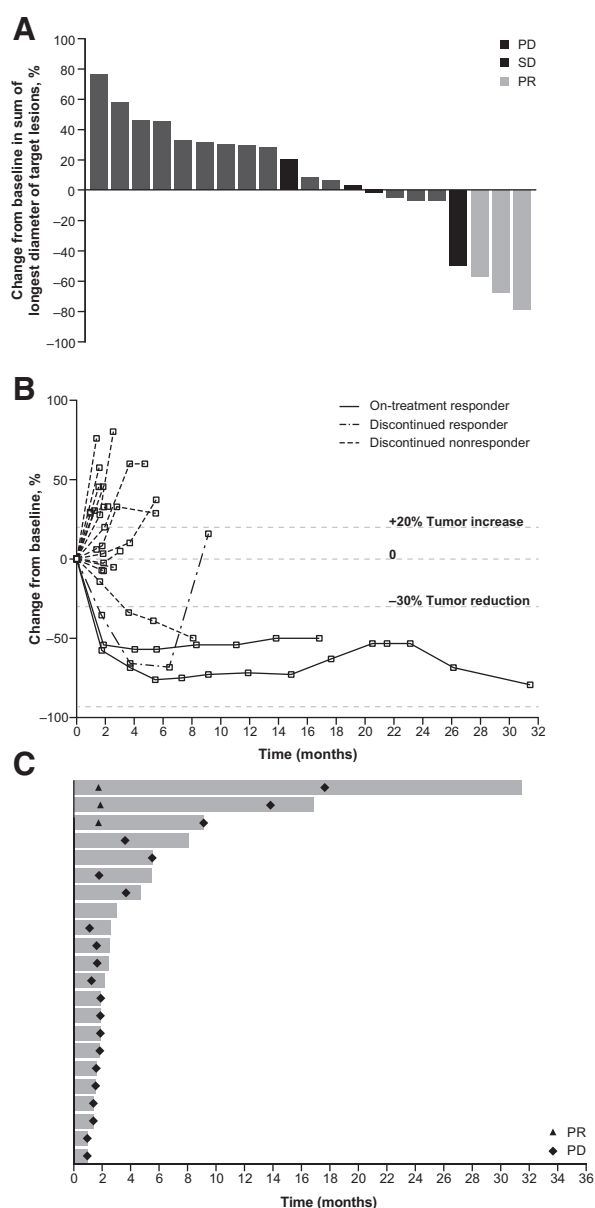 A
Change from baseline in sum of
longest diameter of target lesions, %
100
80
60
40
20
0
−20
−40
−60
−80
−100
PD
SD
PR
B
Change from baseline, %
100
50
0
−50
−100
On-treatment responder
Discontinued responder
Discontinued nonresponder
+20% Tumor increase
0
−30% Tumor reduction
0 2 4 6 8 10 12 14 16 18 20 22 24 26 28 30 32
Time (months)
C
PR
PD
0 2 4 6 8 10 12 14 16 18 20 22 24 26 28 30 32 34 36
Time (months)